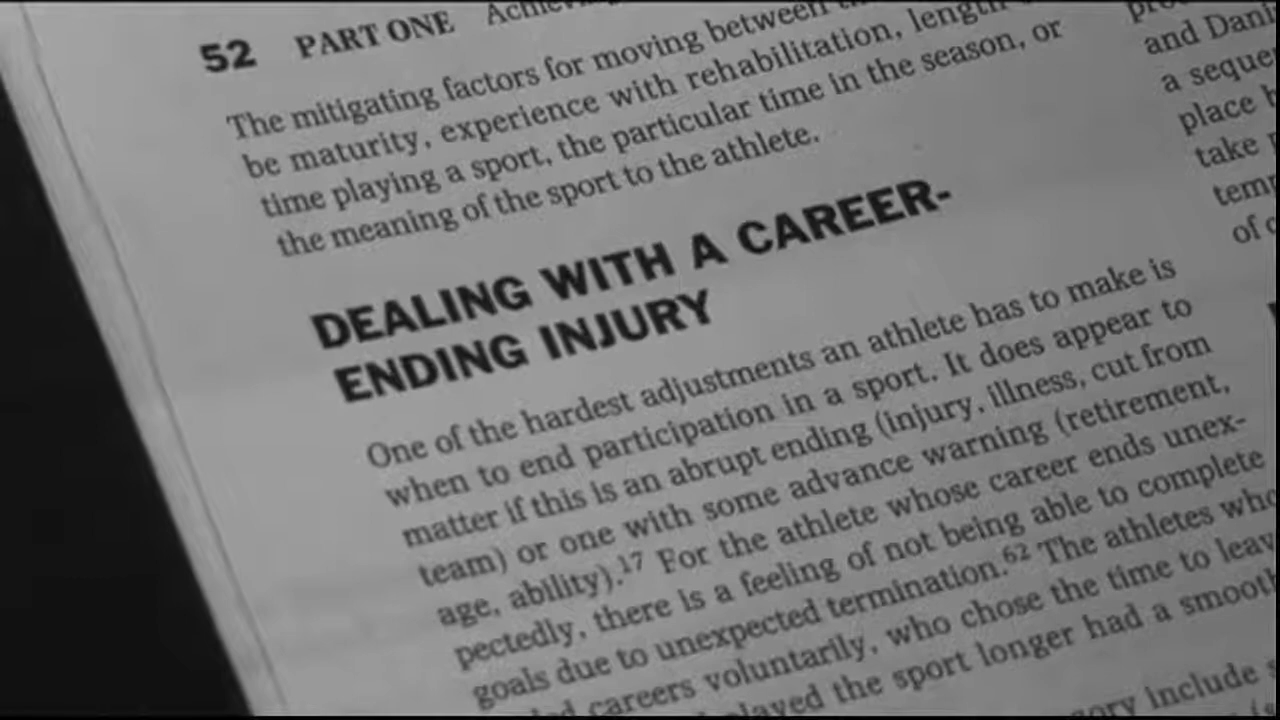 52 PART ONE
The mitigating factors for moving between
be maturity, experience with rehabilitation, length
time playing a sport, the particular time in the season, or
the meaning of the sport to the athlete.
DEALING WITH A CAREER-
ENDING INJURY
One of the hardest adjustments an athlete has to make is
when to end participation in a sport. It does appear to
matter if this is an abrupt ending (injury, illness, cut from
team) or one with some advance warning (retirement,
age, ability).17 For the athlete whose career ends unex-
pectedly, there is a feeling of not being able to complete
goals due to unexpected termination.62 The athletes who
careers voluntarily, who chose the time to leav
played the sport longer had a smooth
include
and Dani
a seque
place
take
of